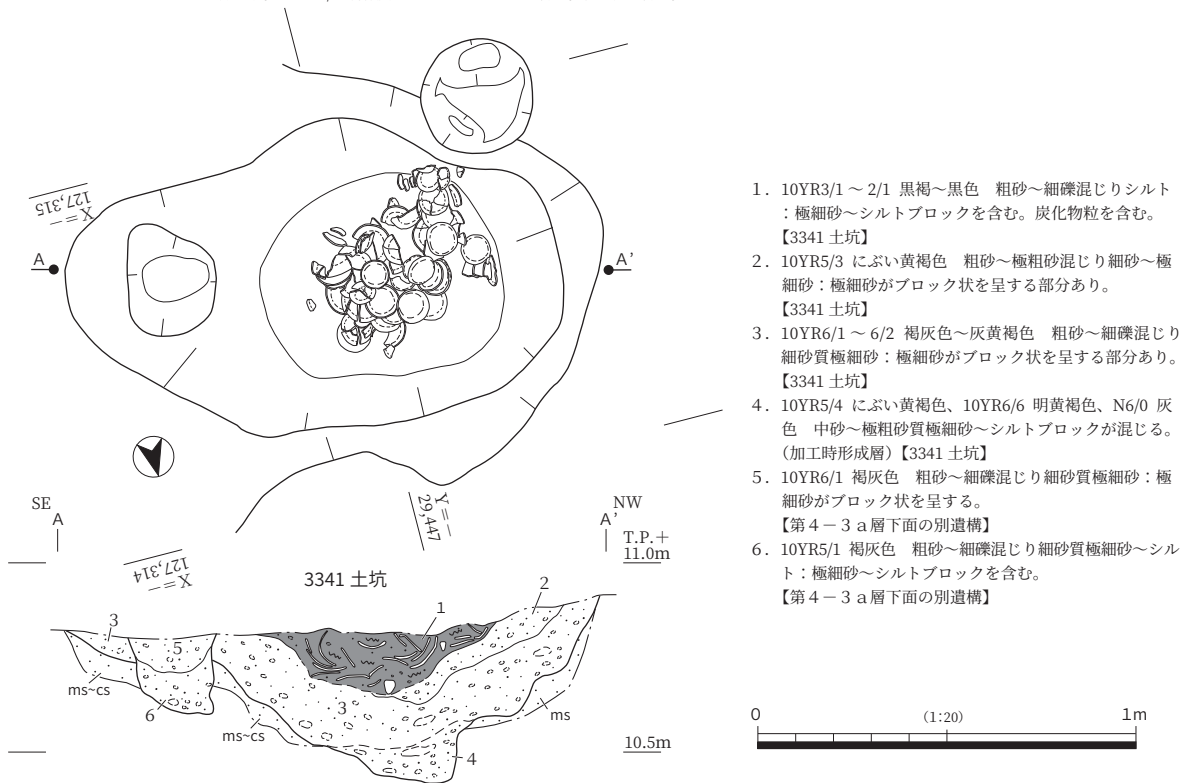 X=−
127,315
A
A'
Y=−
29,447
SE
A
NW
A'
T.P.＋
11.0m
X=−
127,314
3341 土坑
1
2
3
5
ms~cs
6
3
ms~cs
ms
4
10.5m
1．10YR3/1 ～ 2/1 黒褐～黒色　粗砂～細礫混じりシルト
：極細砂～シルトブロックを含む。炭化物粒を含む。
【3341 土坑】
2．10YR5/3 にぶい黄褐色　粗砂～極粗砂混じり細砂～極
細砂：極細砂がブロック状を呈する部分あり。
【3341 土坑】
3．10YR6/1 ～ 6/2 褐灰色～灰黄褐色　粗砂～細礫混じり
細砂質極細砂：極細砂がブロック状を呈する部分あり。
【3341 土坑】
4．10YR5/4 にぶい黄褐色、10YR6/6 明黄褐色、N6/0 灰
色　中砂～極粗砂質極細砂～シルトブロックが混じる。
（加工時形成層）【3341 土坑】
5．10YR6/1 褐灰色　粗砂～細礫混じり細砂質極細砂：極
細砂がブロック状を呈する。
【第４－３ａ層下面の別遺構】
6．10YR5/1 褐灰色　粗砂～細礫混じり細砂質極細砂～シル
ト：極細砂～シルトブロックを含む。
【第４－３ａ層下面の別遺構】
0
(1:20)
1m